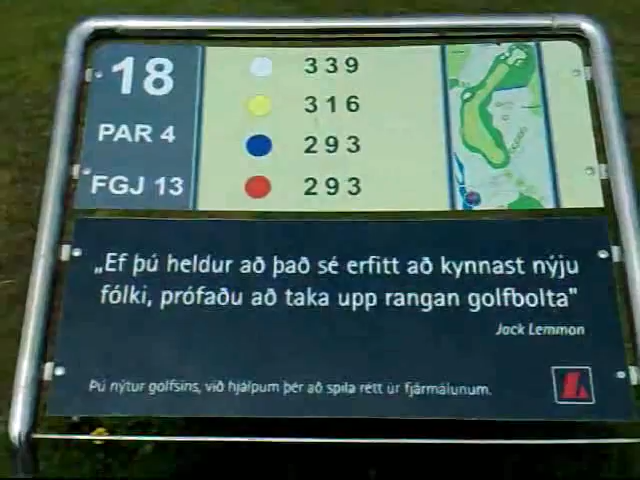 18
PAR 4
FGJ 13
339
316
293
293
„Ef þú heldur að það sé erfitt að kynnast nýju
fólki, prófaðu að taka upp rangan golfbolta"
Jack Lemmon
Þú nýtur golfsins, við hjálpum þér að spila rétt úr fjármálunum.